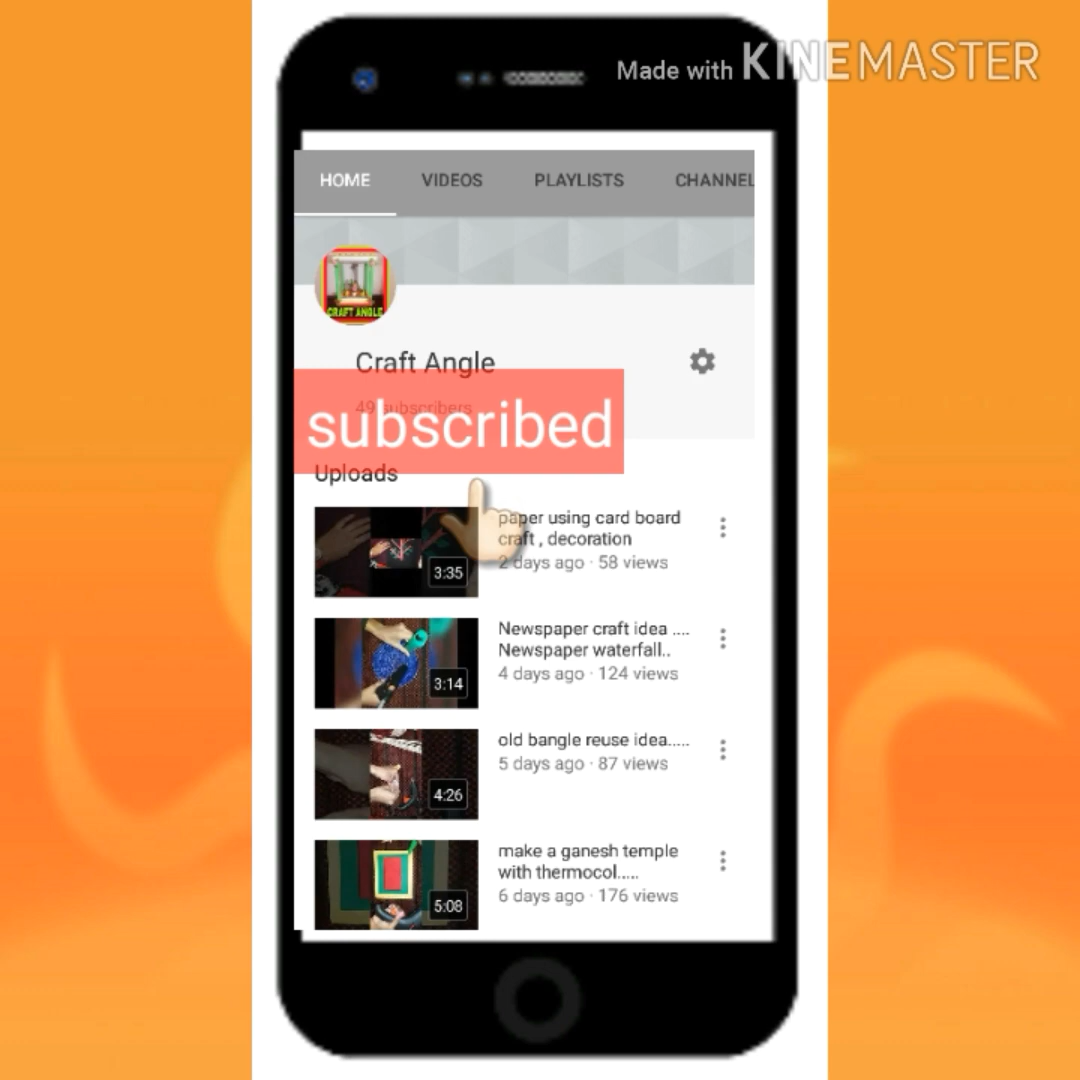 Made with KINEMASTER
HOME VIDEOS PLAYLISTS CHANNEL
CRAFT ANGLE
Craft Angle
49 subscribers
subscribed
Uploads
paper using card board
craft , decoration
2 days ago · 58 views
3:35
Newspaper craft idea ....
Newspaper waterfall..
4 days ago · 124 views
3:14
old bangle reuse idea.....
5 days ago · 87 views
4:26
make a ganesh temple
with thermocol.....
6 days ago · 176 views
5:08